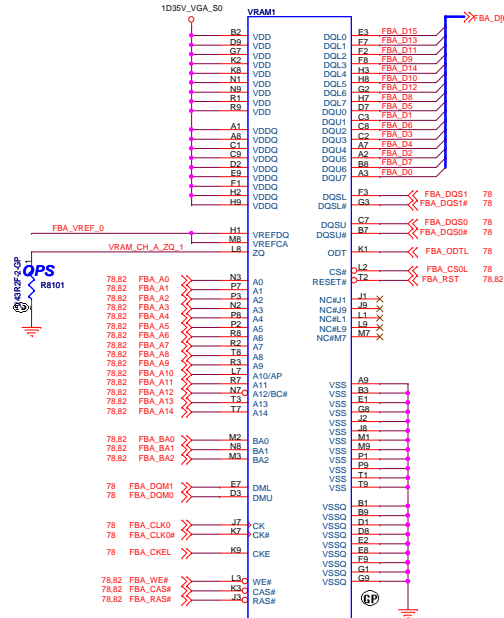 1D35V_VGA_S0
VRAM1
FBA_D[
B2 VDD
D9 VDD
G7 VDD
K2 VDD
K8 VDD
N1 VDD
N9 VDD
R1 VDD
R9 VDD
A1 VDDQ
A8 VDDQ
C1 VDDQ
C9 VDDQ
D2 VDDQ
E9 VDDQ
F1 VDDQ
H2 VDDQ
H9 VDDQ
DQL0 E3 FBA_D15
DQL1 F7 FBA_D13
DQL2 F2 FBA_D11
DQL3 F8 FBA_D9
DQL4 H3 FBA_D14
DQL5 H8 FBA_D10
DQL6 G2 FBA_D12
DQL7 H7 FBA_D8
DQU0 D7 FBA_D5
DQU1 C3 FBA_D1
DQU2 C8 FBA_D6
DQU3 C2 FBA_D3
DQU4 A7 FBA_D4
DQU5 A2 FBA_D2
DQU6 B8 FBA_D7
DQU7 A3 FBA_D0
DQSL F3 FBA_DQS1 78
DQSL# G3 FBA_DQS1# 78
DQSU C7 FBA_DQS0 78
DQSU# B7 FBA_DQS0# 78
FBA_VREF_0 H1 VREFDQ
M8 VREFCA
VRAM_CH_A_ZQ_1 L8 ZQ
ODT K1 FBA_ODTL 78
CS# L2 FBA_CS0L 78
RESET# T2 FBA_RST 78,82
OPS
R8101
78,82 FBA_A0 N3 A0
78,82 FBA_A1 P7 A1
78,82 FBA_A2 P3 A2
78,82 FBA_A3 N2 A3
78,82 FBA_A4 P8 A4
78,82 FBA_A5 P2 A5
78,82 FBA_A6 R8 A6
78,82 FBA_A7 R2 A7
78,82 FBA_A8 T8 A8
78,82 FBA_A9 R3 A9
78,82 FBA_A10 L7 A10/AP
78,82 FBA_A11 R7 A11
78,82 FBA_A12 N7 A12/BC#
78,82 FBA_A13 T3 A13
78,82 FBA_A14 T7 A14
NC#J1 J1
NC#J9 J9
NC#L1 L1
NC#L9 L9
NC#M7 M7
78,82 FBA_BA0 M2 BA0
78,82 FBA_BA1 N8 BA1
78,82 FBA_BA2 M3 BA2
78 FBA_DQM1 E7 DML
78 FBA_DQM0 D3 DMU
78 FBA_CLK0 J7 CK
78 FBA_CLK0# K7 CK#
78 FBA_CKEL K9 CKE
78,82 FBA_WE# L3 WE#
78,82 FBA_CAS# K3 CAS#
78,82 FBA_RAS# J3 RAS#
VSS A9
VSS B3
VSS E1
VSS G8
VSS J2
VSS J8
VSS M1
VSS M9
VSS P1
VSS P9
VSS T1
VSS T9
VSSQ B1
VSSQ B9
VSSQ D1
VSSQ D8
VSSQ E2
VSSQ E8
VSSQ F9
VSSQ G1
VSSQ G9
GP